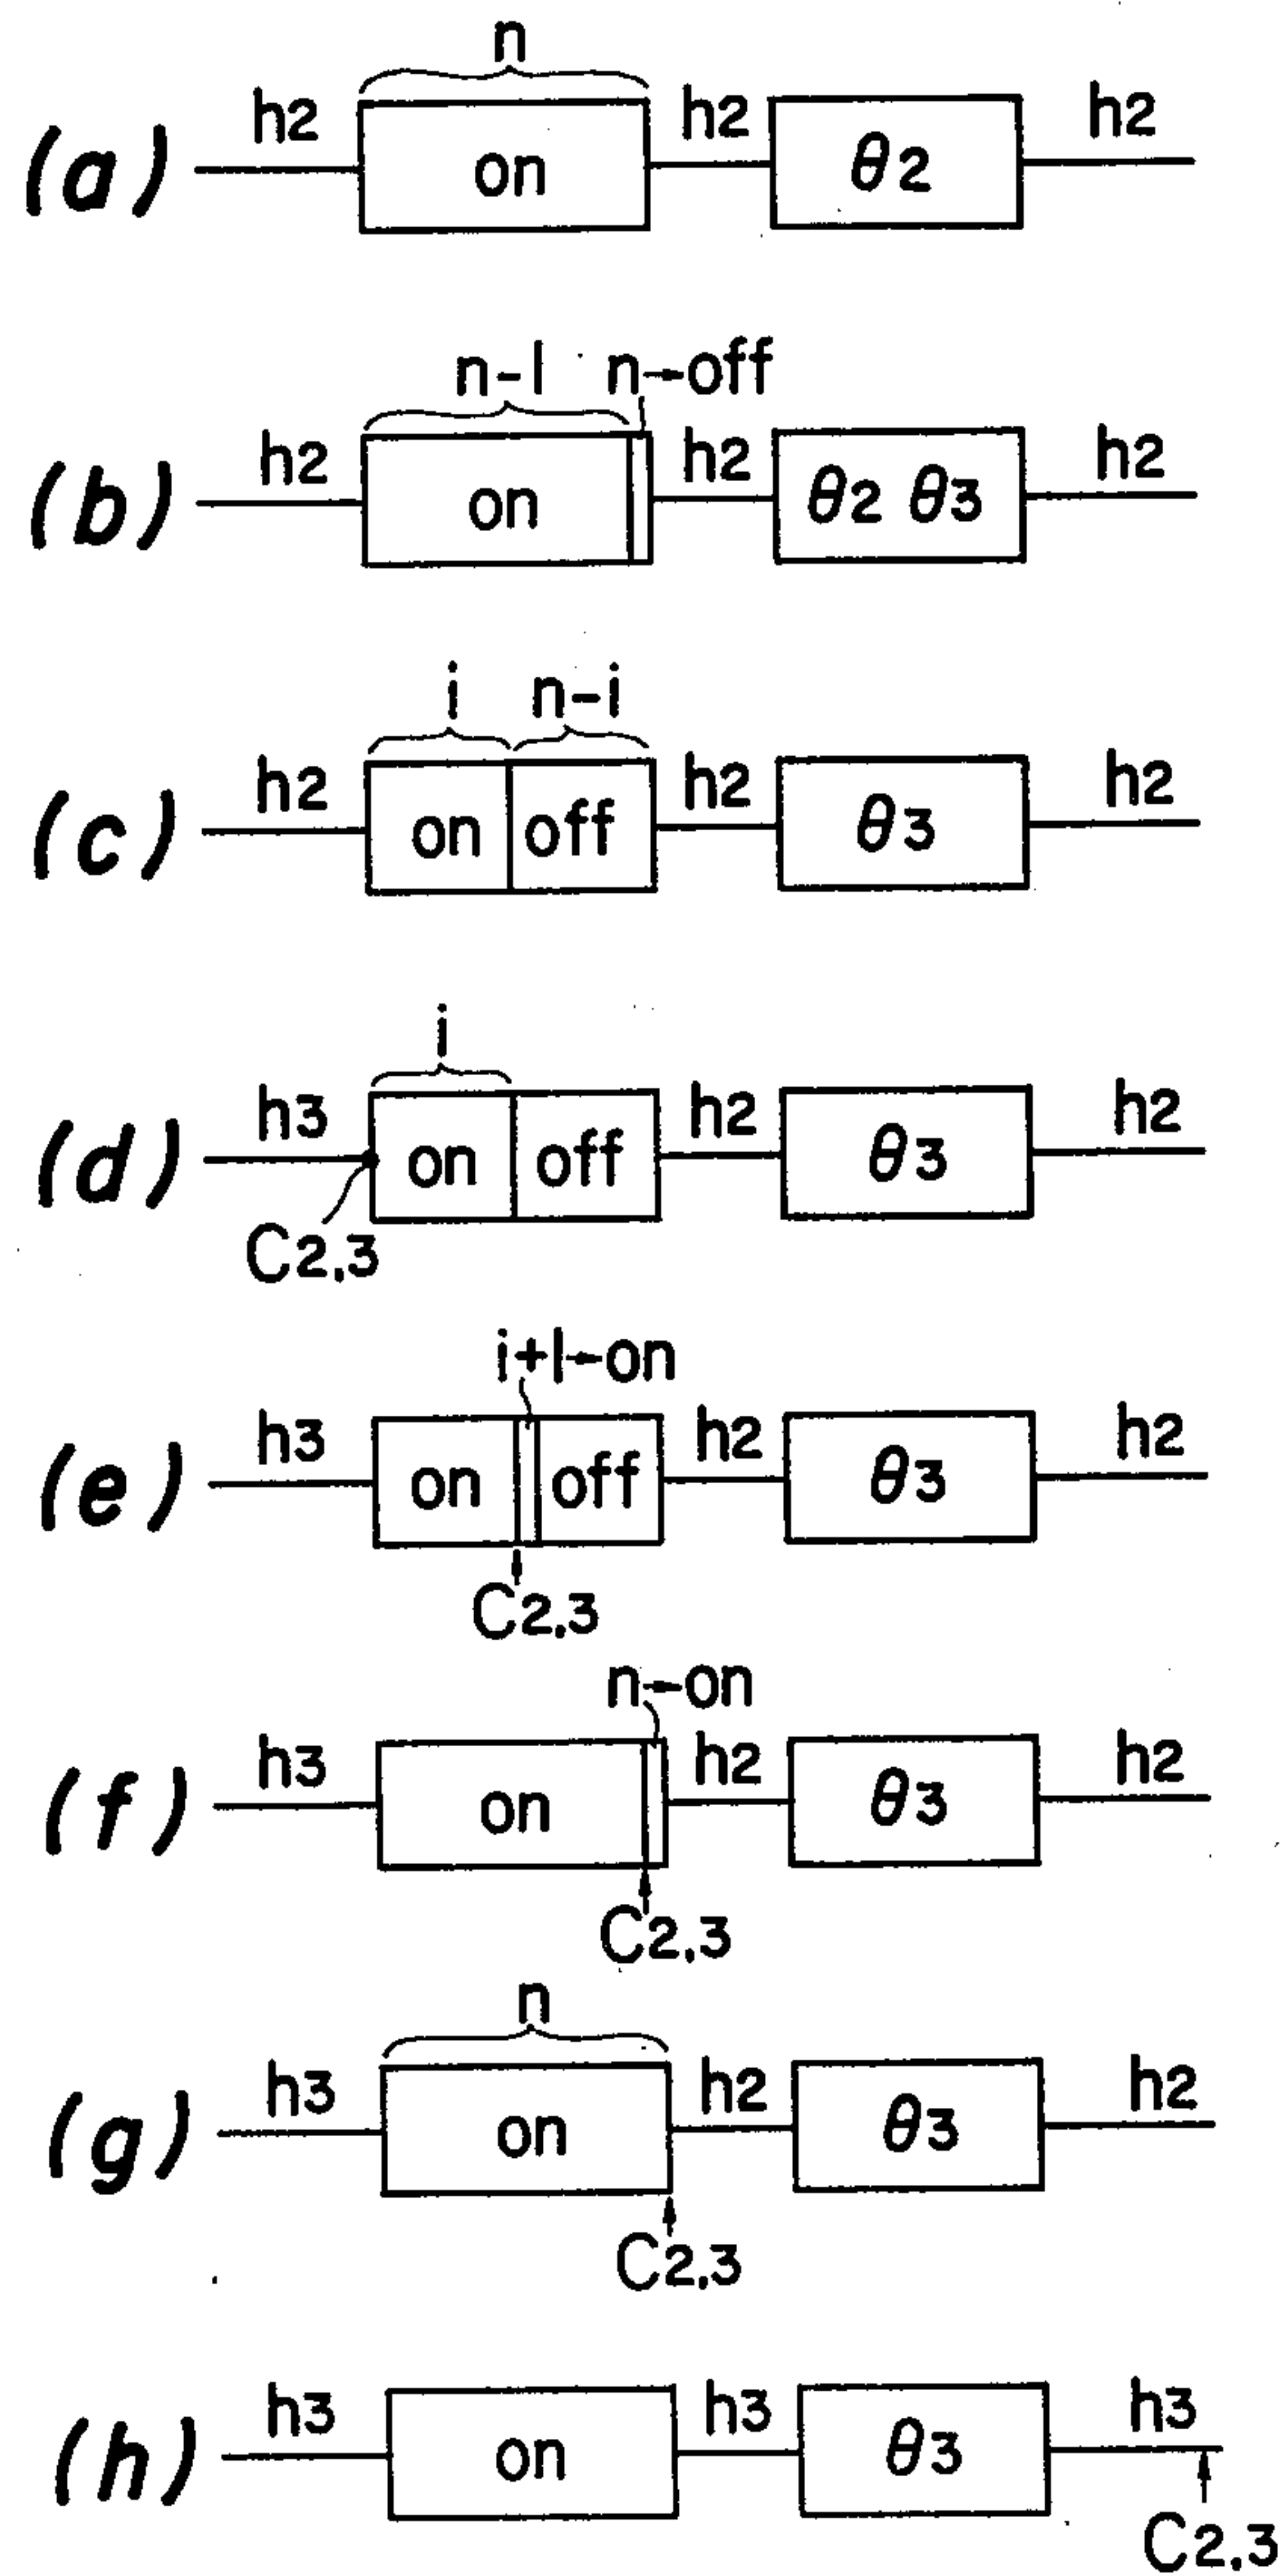 n
(a) h2 on h2 θ2 h2
n-1 n→off
(b) h2 on h2 θ2 θ3 h2
i n-i
(c) h2 on off h2 θ3 h2
i
(d) h3 on off h2 θ3 h2
C2,3
i+1→on
(e) h3 on off h2 θ3 h2
C2,3
n→on
(f) h3 on h2 θ3 h2
C2,3
n
(g) h3 on h2 θ3 h2
C2,3
(h) h3 on h3 θ3 h3
C2,3